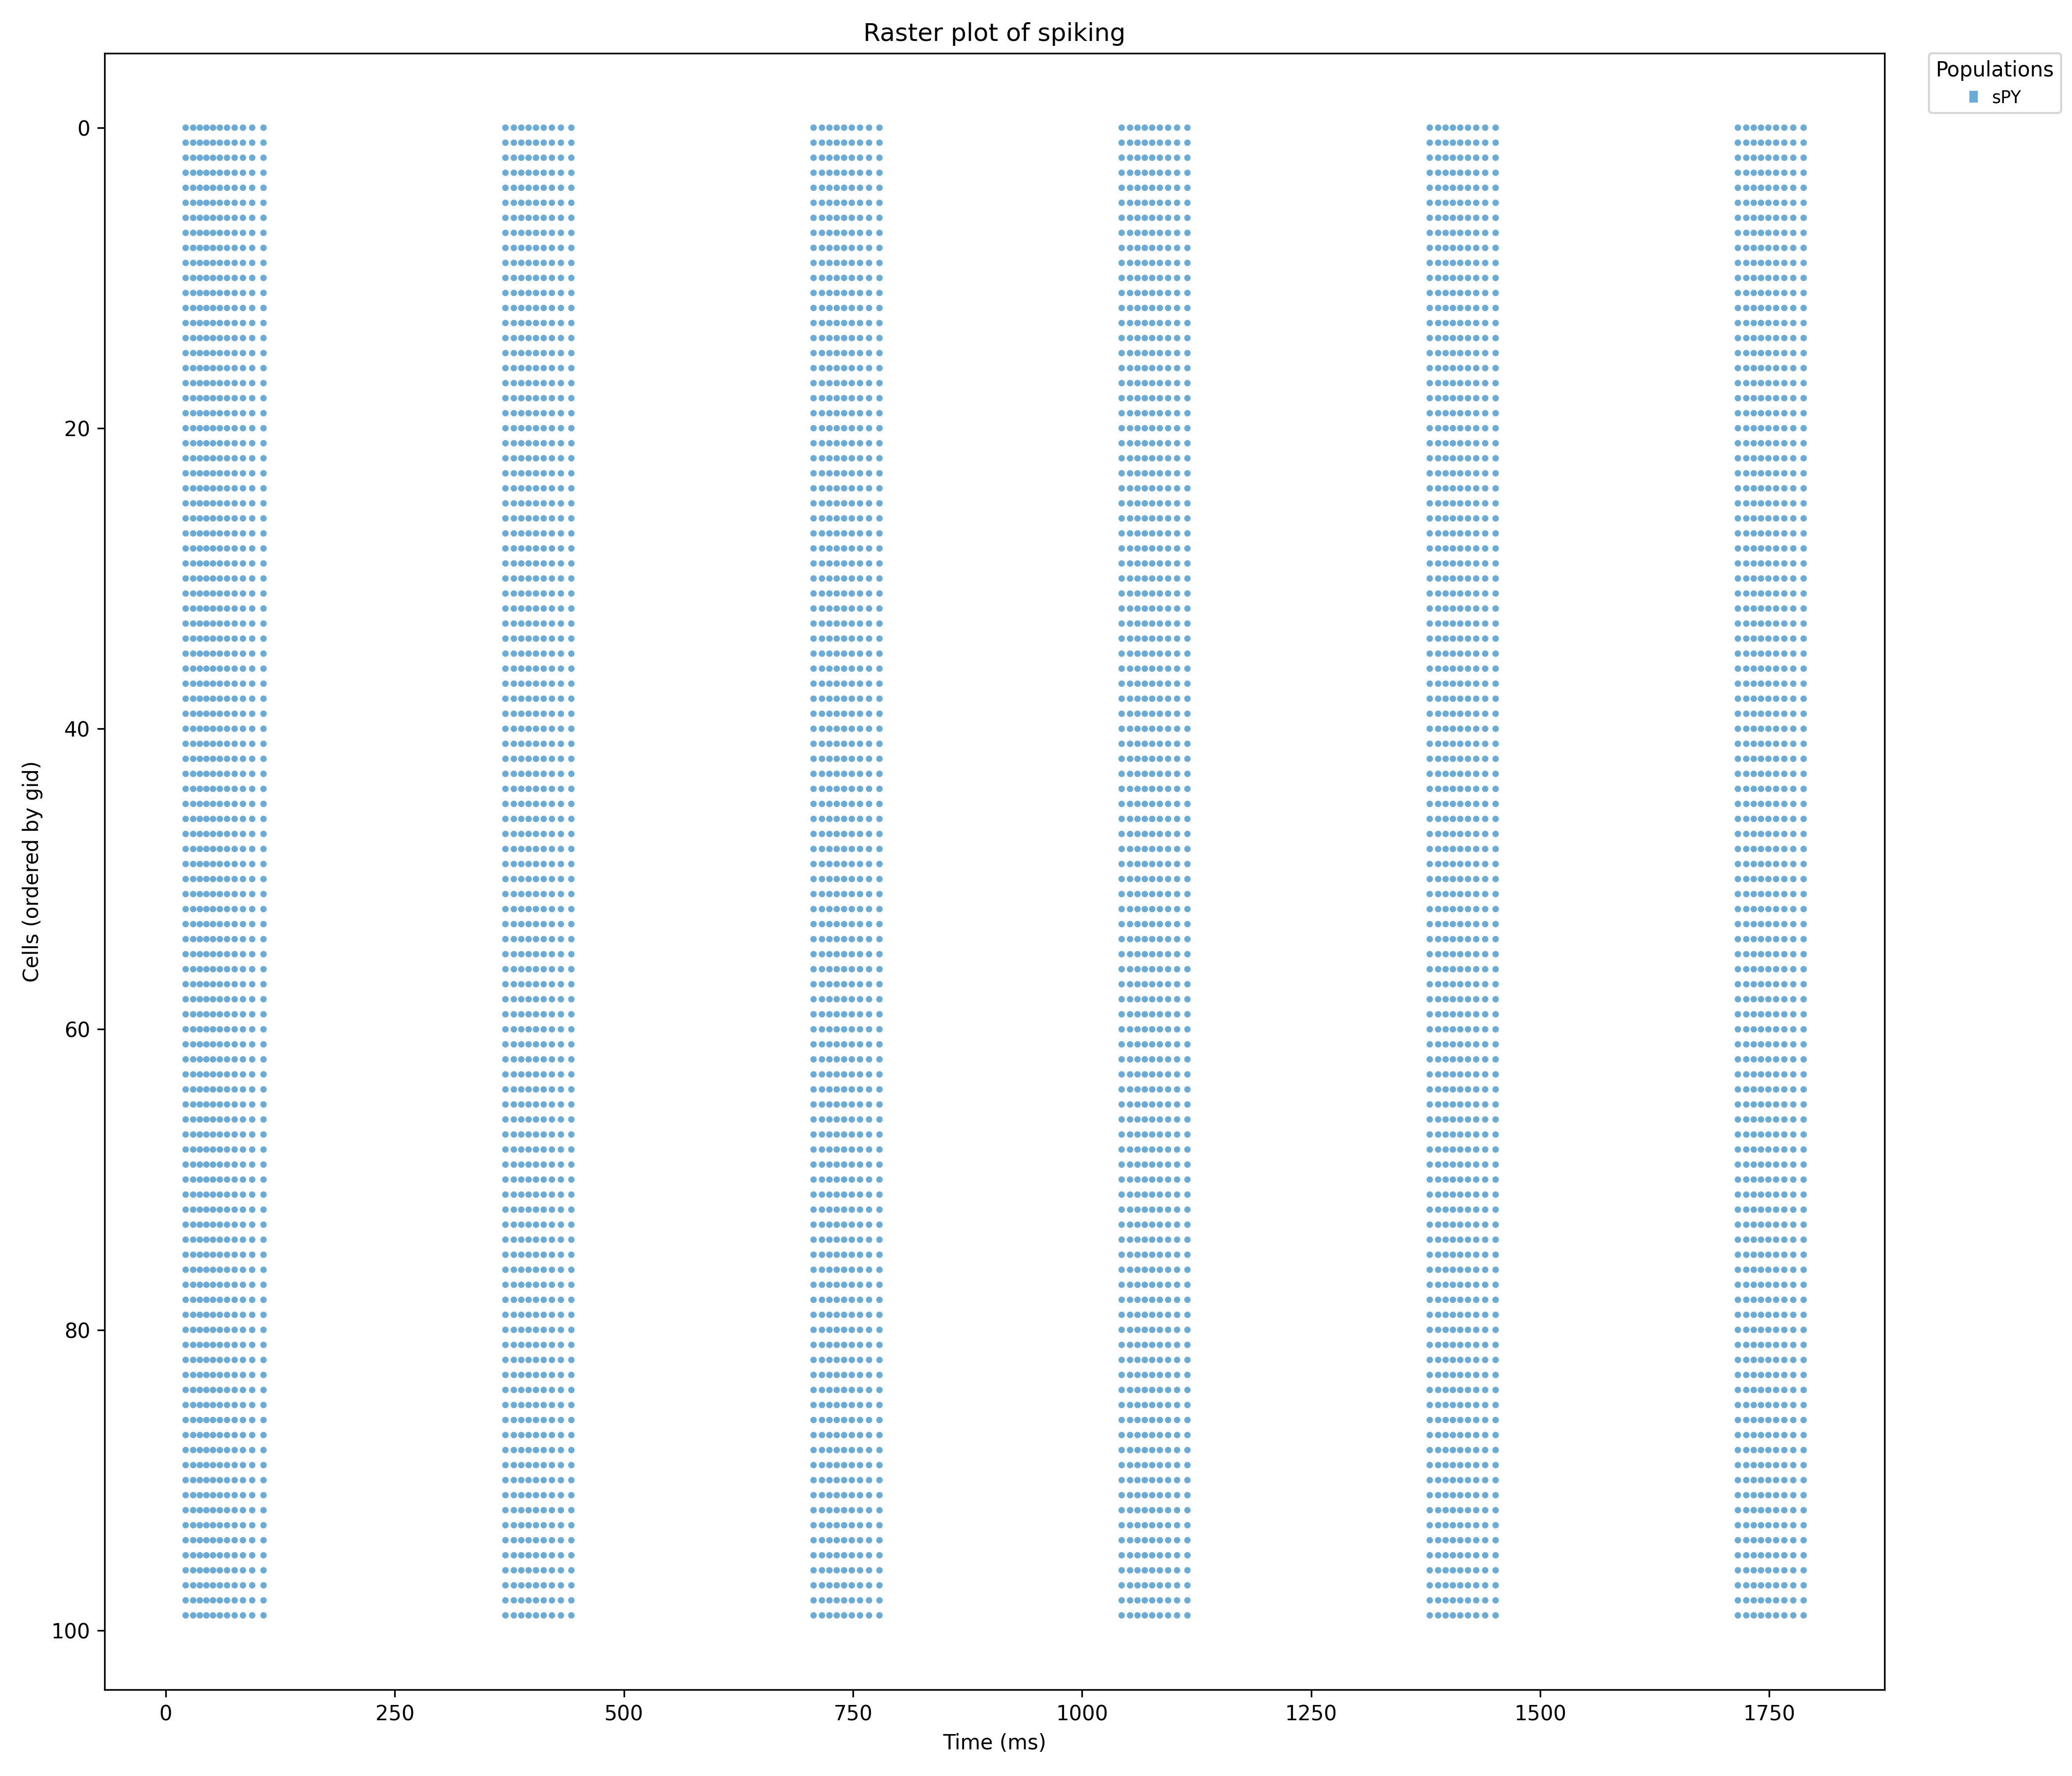 Raster plot of spiking
Populations
sPY
0
20
40
60
80
100
Cells (ordered by gid)
0 250 500 750 1000 1250 1500 1750
Time (ms)